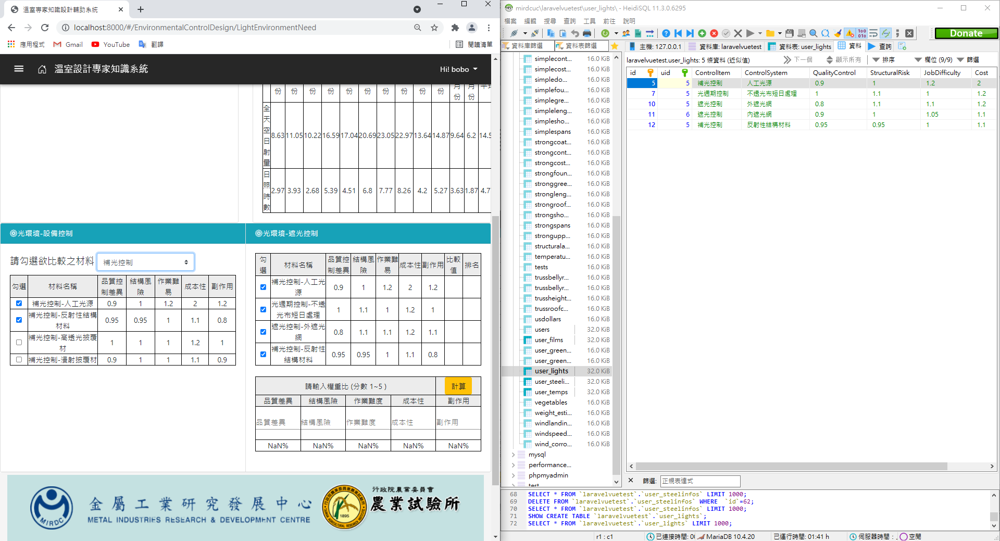 溫室專家知識設計輔助系統
localhost:8000/#/EnvironmentalControlDesign/LightEnvironmentNeed
應用程式 Gmail YouTube 翻譯 閱讀清單
溫室設計專家知識系統 Hi! bobo
份 份 份 份 份 份 份 份 份 份 月份 月份 平均
全天空日射量 8.63 11.05 10.22 16.59 17.04 20.69 23.05 22.97 13.64 14.87 9.64 6.2 14.5
日照時數 2.97 3.93 2.68 5.39 4.51 6.8 7.77 8.26 4.2 5.27 3.63 1.87 4.7
光環境-設備控制
請勾選欲比較之材料 補光控制
勾選 材料名稱 品質控制差異 結構風險 作業難易 成本性 副作用
補光控制-人工光源 0.9 1 1.2 2 1.2
補光控制-反射性結構材料 0.95 0.95 1 1.1 0.8
補光控制-高透光披覆材 1 1 1 1.2 1
補光控制-漫射披覆材 0.9 1 1 1.1 0.9
光環境-遮光控制
勾選 材料名稱 品質控制差異 結構風險 作業難易 成本性 副作用 比較值 排名
補光控制-人工光源 0.9 1 1.2 2 1.2
光週期控制-不透光布短日處理 1 1.1 1 1.2 1
遮光控制-外遮光網 0.8 1.1 1.1 1.2 1.1
補光控制-反射性結構材料 0.95 0.95 1 1.1 0.8
請輸入權重比 (分數 1~5 ) 計算
品質差異 結構風險 作業難度 成本性 副作用
品質差異 結構風險 作業難度 成本性 副作用
NaN% NaN% NaN% NaN% NaN%
MIRDC
金屬工業研究發展中心
METAL INDUSTRIES RESEARCH & DEVELOPMENT CENTRE
1895
行政院農業委員會
農業試驗所
mirdcuc\laravelvuetest\user_lights\ - HeidiSQL 11.3.0.6295
檔案 編輯 搜尋 查詢 工具 前往 說明
Donate
資料庫篩選 資料表篩選
主機: 127.0.0.1 資料庫: laravelvuetest 資料表: user_lights 資料 查詢
simplecont... 16.0 KiB
simplecost... 16.0 KiB
simpledo... 16.0 KiB
simplefou... 16.0 KiB
simplegre... 16.0 KiB
simpleleng... 16.0 KiB
simplesho... 16.0 KiB
simplespans 16.0 KiB
strongcoat... 16.0 KiB
strongcont... 16.0 KiB
strongcost... 16.0 KiB
strongfoun... 16.0 KiB
stronggree... 16.0 KiB
strongleng... 16.0 KiB
strongroof... 16.0 KiB
strongsho... 16.0 KiB
strongspans 16.0 KiB
strongupp... 16.0 KiB
structurala... 16.0 KiB
temperatu... 16.0 KiB
tests 16.0 KiB
trussbellyr... 16.0 KiB
trussbellyr... 16.0 KiB
trussheight... 16.0 KiB
trussroofc... 16.0 KiB
usdollars 16.0 KiB
users 32.0 KiB
user_films 32.0 KiB
user_green... 16.0 KiB
user_green... 16.0 KiB
user_lights 32.0 KiB
user_steeli... 32.0 KiB
user_temps 32.0 KiB
vegetables 16.0 KiB
weight_esti... 16.0 KiB
windlandin... 16.0 KiB
windspeed... 16.0 KiB
wind_corro... 16.0 KiB
mysql
performance...
phpmyadmin
test
laravelvuetest.user_lights: 5 條資料 (近似值) 下一個 顯示所有 排序 欄位 (9/9) 篩選
id uid ControlItem ControlSystem QualityControl StructuralRisk JobDifficulty Cost
5 5 補光控制 人工光源 0.9 1 1.2 2
7 5 光週期控制 不透光布短日處理 1 1.1 1 1.2
10 5 遮光控制 外遮光網 0.8 1.1 1.1 1.2
11 6 遮光控制 內遮光網 0.9 1 1.05 1.1
12 5 補光控制 反射性結構材料 0.95 0.95 1 1.1
篩選: 正規表達式
68 SELECT * FROM `laravelvuetest`.`user_steelinfos` LIMIT 1000;
69 DELETE FROM `laravelvuetest`.`user_steelinfos` WHERE `id`=62;
70 SELECT * FROM `laravelvuetest`.`user_steelinfos` LIMIT 1000;
71 SHOW CREATE TABLE `laravelvuetest`.`user_lights`;
72 SELECT * FROM `laravelvuetest`.`user_lights` LIMIT 1000;
r1 : c1 已連接時間: 00 MariaDB 10.4.20 已運行時間: 01:41 h 伺服器時間: 空閒